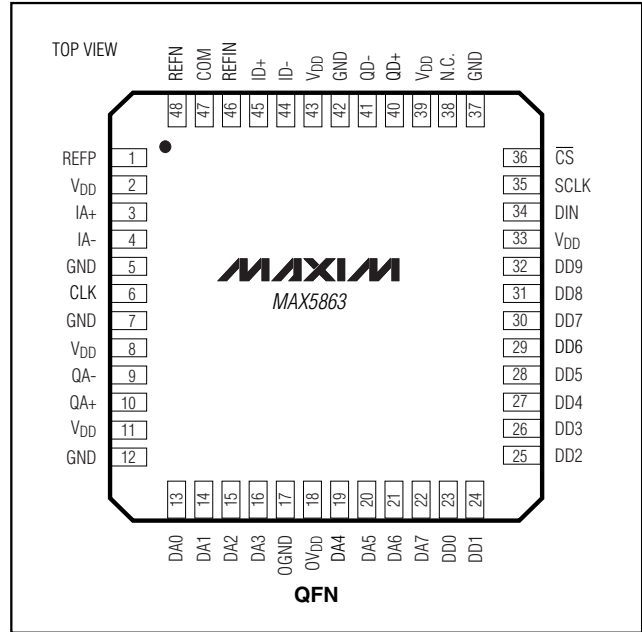 TOP VIEW
REFN COM REFIN ID+ ID- VDD GND QD- QD+ VDD N.C. GND
48 47 46 45 44 43 42 41 40 39 38 37
REFP 1 36 C̅S̅
VDD 2 35 SCLK
IA+ 3 34 DIN
IA- 4 33 VDD
GND 5 32 DD9
CLK 6 31 DD8
GND 7 30 DD7
VDD 8 29 DD6
QA- 9 28 DD5
QA+ 10 27 DD4
VDD 11 26 DD3
GND 12 25 DD2
MAXIM
MAX5863
13 14 15 16 17 18 19 20 21 22 23 24
DA0 DA1 DA2 DA3 OGND OVDD DA4 DA5 DA6 DA7 DD0 DD1
QFN